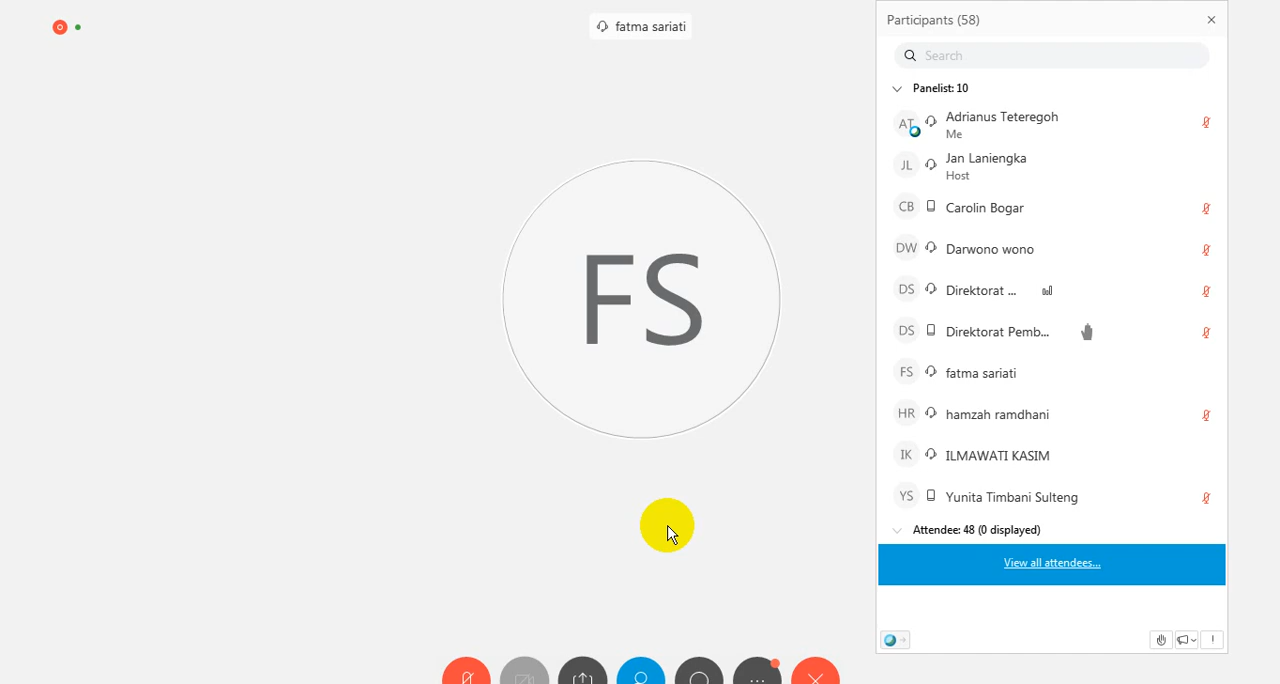 fatma sariati
FS
Participants (58)
Search
Panelist: 10
AT
Adrianus Teteregoh
Me
JL
Jan Laniengka
Host
CB
Carolin Bogar
DW
Darwono wono
DS
Direktorat ...
DS
Direktorat Pemb...
FS
fatma sariati
HR
hamzah ramdhani
IK
ILMAWATI KASIM
YS
Yunita Timbani Sulteng
Attendee: 48 (0 displayed)
View all attendees...